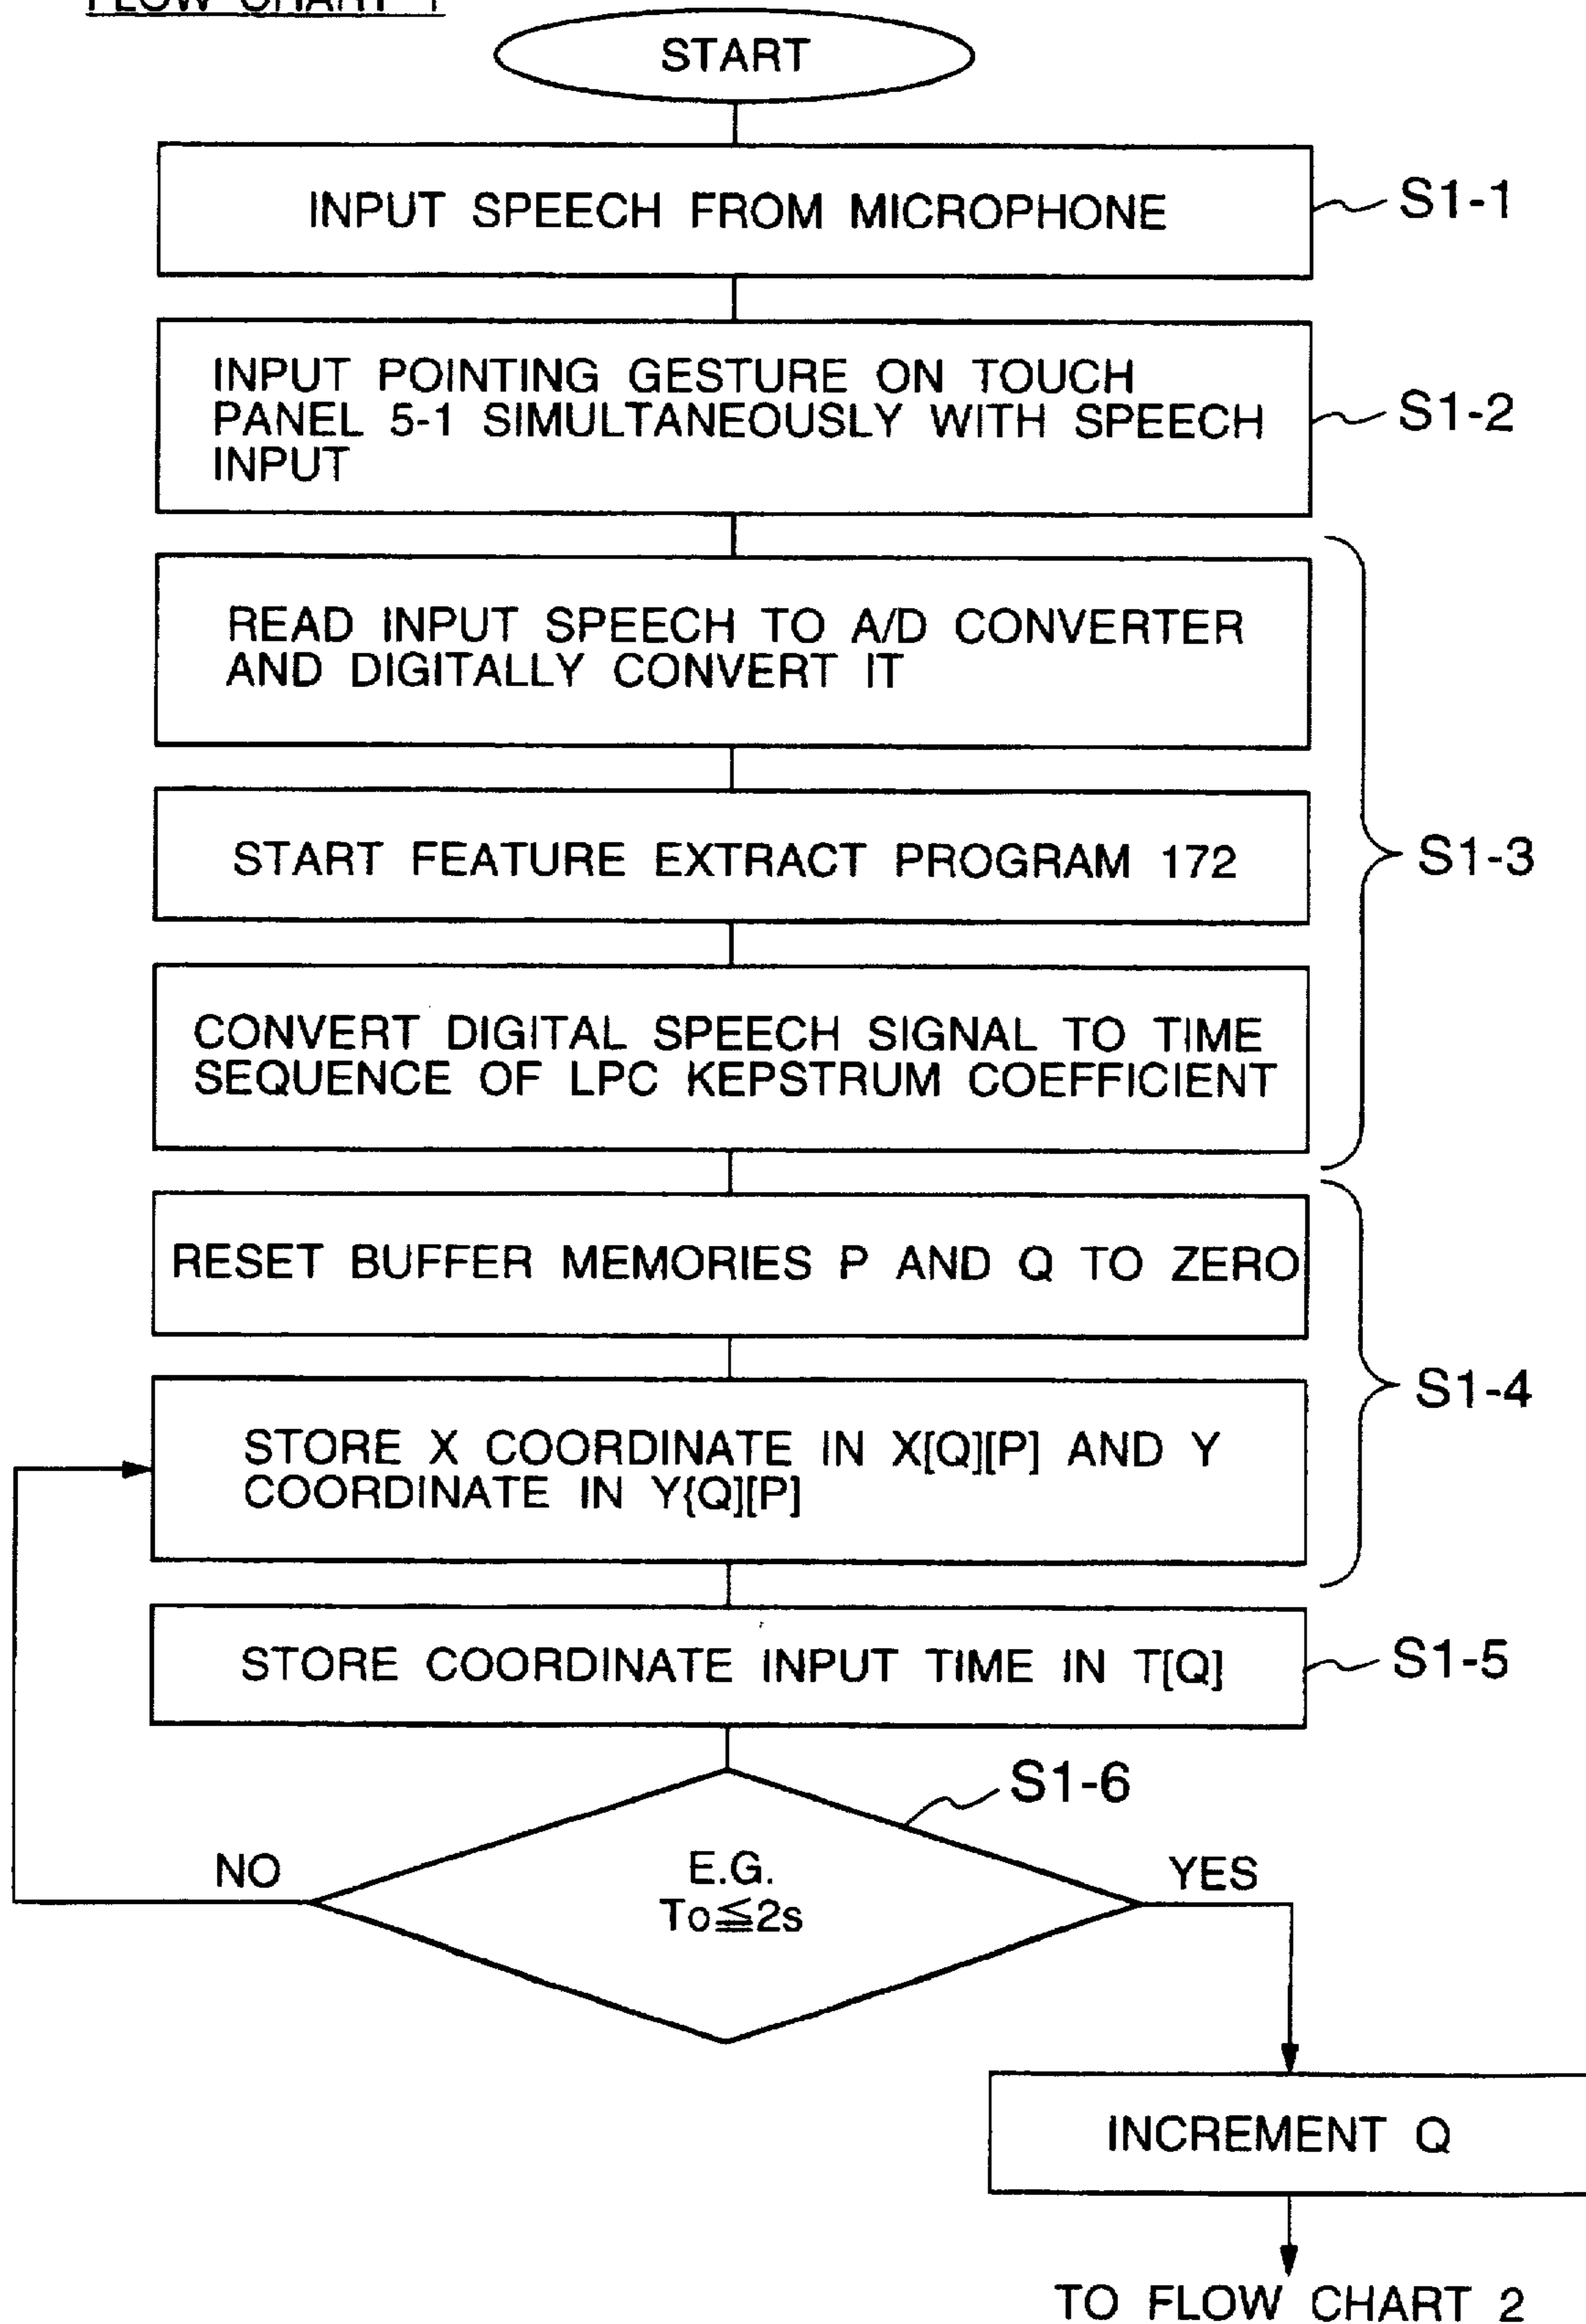 FLOW CHART 1
START
INPUT SPEECH FROM MICROPHONE
S1-1
INPUT POINTING GESTURE ON TOUCH
PANEL 5-1 SIMULTANEOUSLY WITH SPEECH
INPUT
S1-2
READ INPUT SPEECH TO A/D CONVERTER
AND DIGITALLY CONVERT IT
START FEATURE EXTRACT PROGRAM 172
S1-3
CONVERT DIGITAL SPEECH SIGNAL TO TIME
SEQUENCE OF LPC KEPSTRUM COEFFICIENT
RESET BUFFER MEMORIES P AND Q TO ZERO
S1-4
STORE X COORDINATE IN X[Q][P] AND Y
COORDINATE IN Y{Q][P]
STORE COORDINATE INPUT TIME IN T[Q]
S1-5
S1-6
E.G.
To≦2s
NO
YES
INCREMENT Q
TO FLOW CHART 2